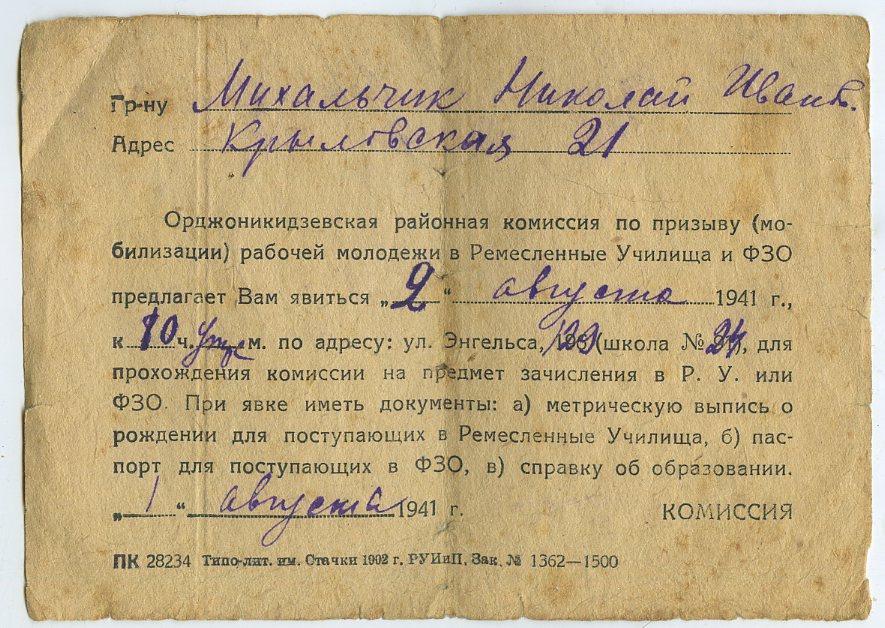 Гр-ну Михальчик Николай Иванв.
Адрес Крыловская 21
Орджоникидзевская районная комиссия по призыву (мо-
билизации) рабочей молодежи в Ремесленные Училища и ФЗО
предлагает Вам явиться „2“ августа 1941 г.,
к 10 ч. утра м. по адресу: ул. Энгельса, (школа № 24), для
прохождения комиссии на предмет зачисления в Р. У. или
ФЗО. При явке иметь документы: а) метрическую выпись о
рождении для поступающих в Ремесленные Училища, б) пас-
порт для поступающих в ФЗО, в) справку об образовании.
„1“ августа 1941 г. КОМИССИЯ
ПК 28234 Типо-лит. им. Стачки 1902 г. РУИиП, Зак. № 1362—1500